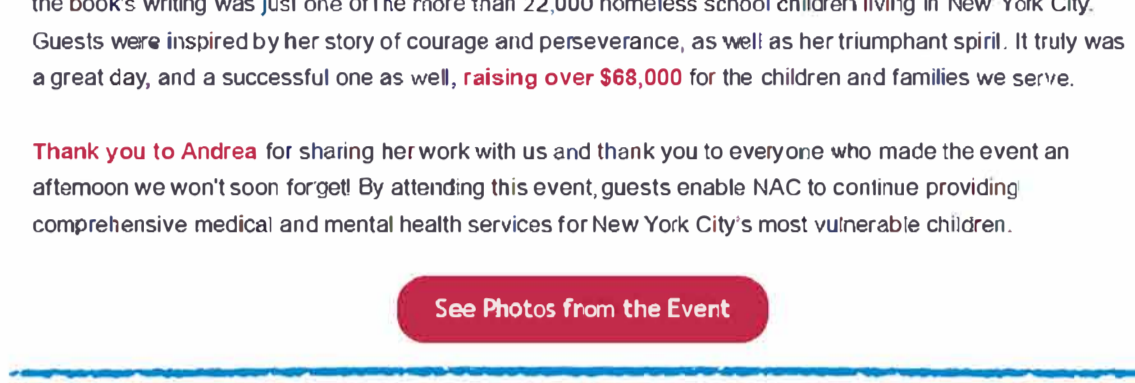 the book's writing was just one of the more than 22,000 homeless school children living in New York City.
Guests were inspired by her story of courage and perseverance, as well as her triumphant spirit. It truly was
a great day, and a successful one as well, raising over $68,000 for the children and families we serve.
Thank you to Andrea for sharing her work with us and thank you to everyone who made the event an
afternoon we won't soon forget! By attending this event, guests enable NAC to continue providing
comprehensive medical and mental health services for New York City's most vulnerable children.
See Photos from the Event